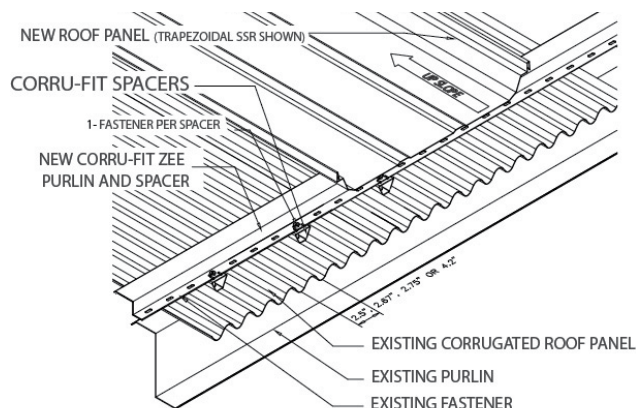 NEW ROOF PANEL (TRAPEZOIDAL SSR SHOWN)
UP SLOPE
CORRU-FIT SPACERS
1- FASTENER PER SPACER
NEW CORRU-FIT ZEE
PURLIN AND SPACER
2.5", 2.67", 2.75" OR 4.2"
EXISTING CORRUGATED ROOF PANEL
EXISTING PURLIN
EXISTING FASTENER